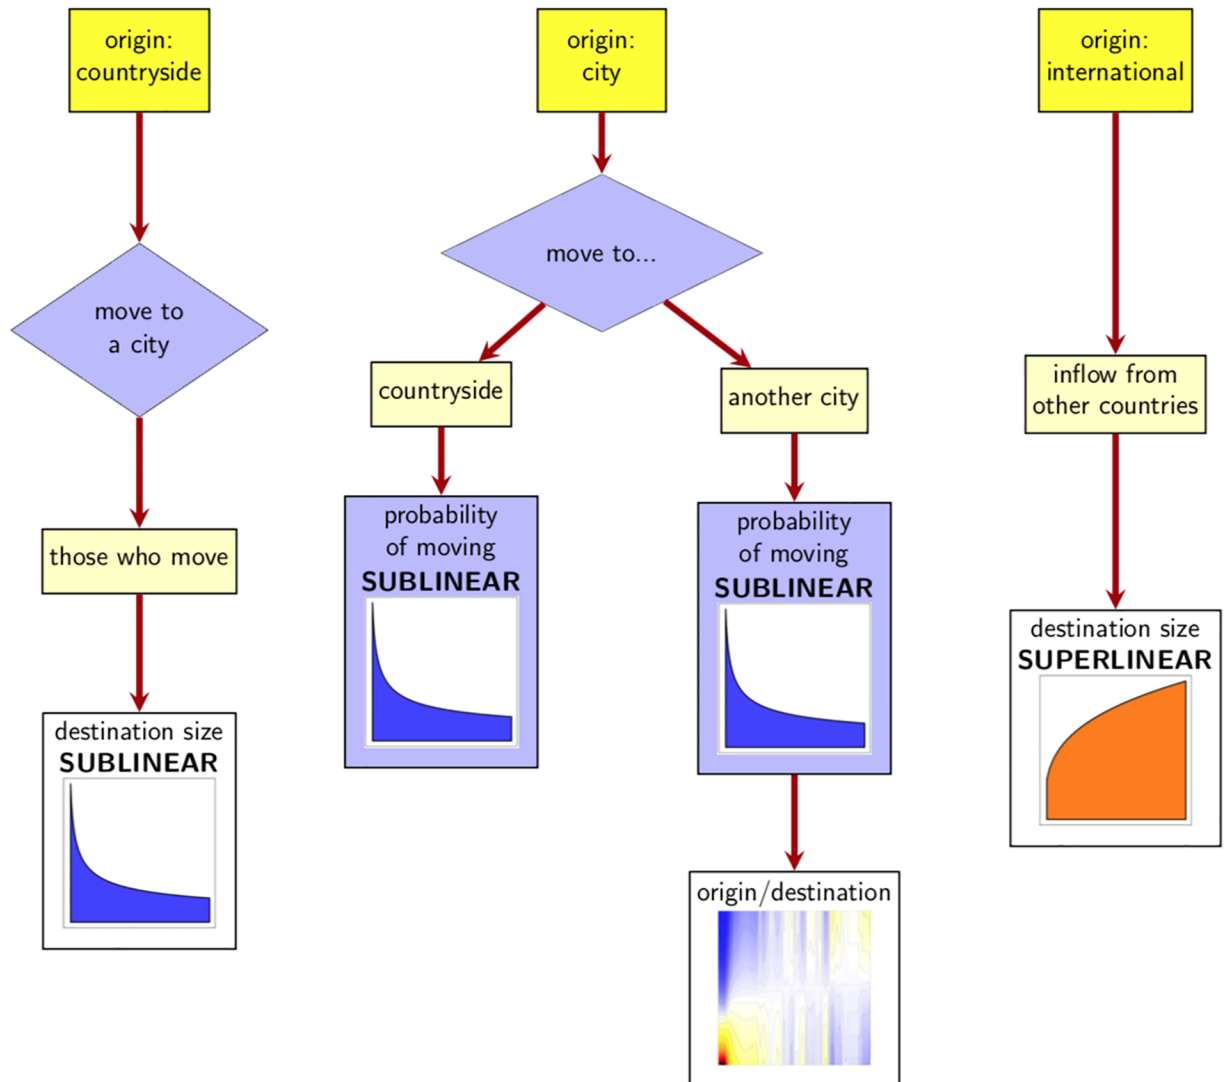 origin:
countryside
origin:
city
origin:
international
move to
a city
move to...
countryside
another city
inflow from
other countries
those who move
probability
of moving
SUBLINEAR
probability
of moving
SUBLINEAR
destination size
SUPERLINEAR
destination size
SUBLINEAR
origin/destination